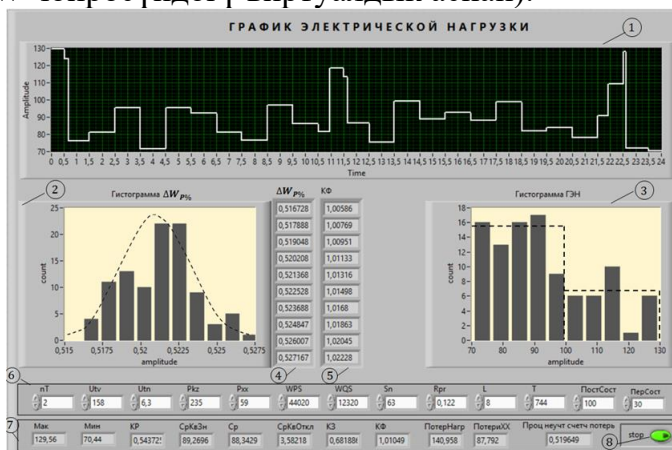 виртуалдық аспап).
ГРАФИК ЭЛЕКТРИЧЕСКОЙ НАГРУЗКИ
1
Amplitude
130
120
110
100
90
80
70
0 0,5 1 1,5 2 2,5 3 3,5 4 4,5 5 5,5 6 6,5 7 7,5 8 8,5 9 9,5 10 10,5 11 11,5 12 12,5 13 13,5 14 14,5 15 15,5 16 16,5 17 17,5 18 18,5 19 19,5 20 20,5 21 21,5 22 22,5 23 23,5 24
Time
2
Гистограмма ΔWP%
count
25
20
15
10
5
0
0,515 0,5175 0,52 0,5225 0,525 0,5275
amplitude
ΔWP% КФ
0,516728 1,00586
0,517888 1,00769
0,519048 1,00951
0,520208 1,01133
0,521368 1,01316
0,522528 1,01498
0,523688 1,0168
0,524847 1,01863
0,526007 1,02045
0,527167 1,02228
4 5
3
Гистограмма ГЭН
count
18
16
14
12
10
8
6
4
2
0
70 80 90 100 110 120 130
amplitude
6
nT Utv Utn Pkz Pxx WPS WQS Sn Rpr L T ПостСост ПерСост
2 158 6,3 235 59 44020 12320 63 0,122 8 744 100 30
7
Мак Мин КР СрКвЗн Ср СрКвОткл КЗ КФ ПотерНагр ПотериХХ Проц неучт счетч потерь
129,56 70,44 0,54372 89,2696 88,3429 3,58218 0,68188 1,01049 140,958 87,792 0,519649
8
stop